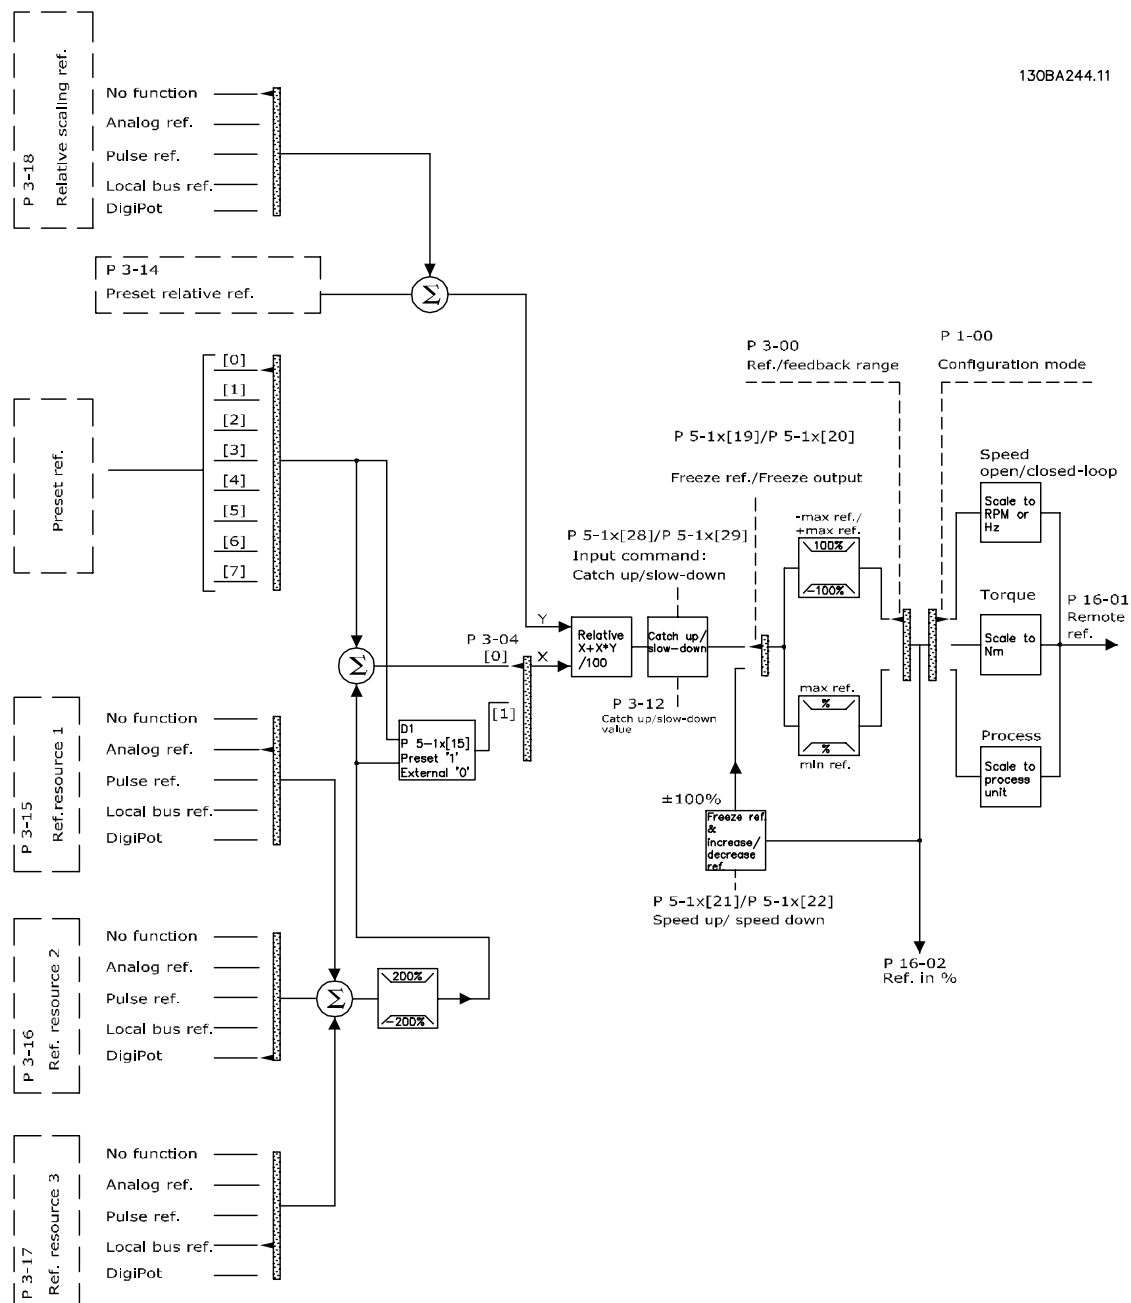 130BA244.11
P 3-18
Relative scaling ref.
No function
Analog ref.
Pulse ref.
Local bus ref.
DigiPot
P 3-14
Preset relative ref.
Σ
Preset ref.
[0]
[1]
[2]
[3]
[4]
[5]
[6]
[7]
P 3-00
Ref./feedback range
P 1-00
Configuration mode
P 5-1x[19]/P 5-1x[20]
Freeze ref./Freeze output
Speed
open/closed-loop
Scale to
RPM or
Hz
-max ref./
+max ref.
100%
-100%
P 5-1x[28]/P 5-1x[29]
Input command:
Catch up/slow-down
Y
X
Relative
X+X*Y
/100
Catch up/
slow-down
P 3-12
Catch up/slow-down
value
P 3-04
[0]
[1]
Σ
D1
P 5-1x[15]
Preset '1'
External '0'
max ref.
%
%
min ref.
Torque
Scale to
Nm
P 16-01
Remote
ref.
Process
Scale to
process
unit
±100%
Freeze ref.
&
increase/
decrease
ref.
P 5-1x[21]/P 5-1x[22]
Speed up/ speed down
P 16-02
Ref. in %
P 3-15
Ref.resource 1
No function
Analog ref.
Pulse ref.
Local bus ref.
DigiPot
P 3-16
Ref. resource 2
No function
Analog ref.
Pulse ref.
Local bus ref.
DigiPot
Σ
200%
-200%
P 3-17
Ref. resource 3
No function
Analog ref.
Pulse ref.
Local bus ref.
DigiPot